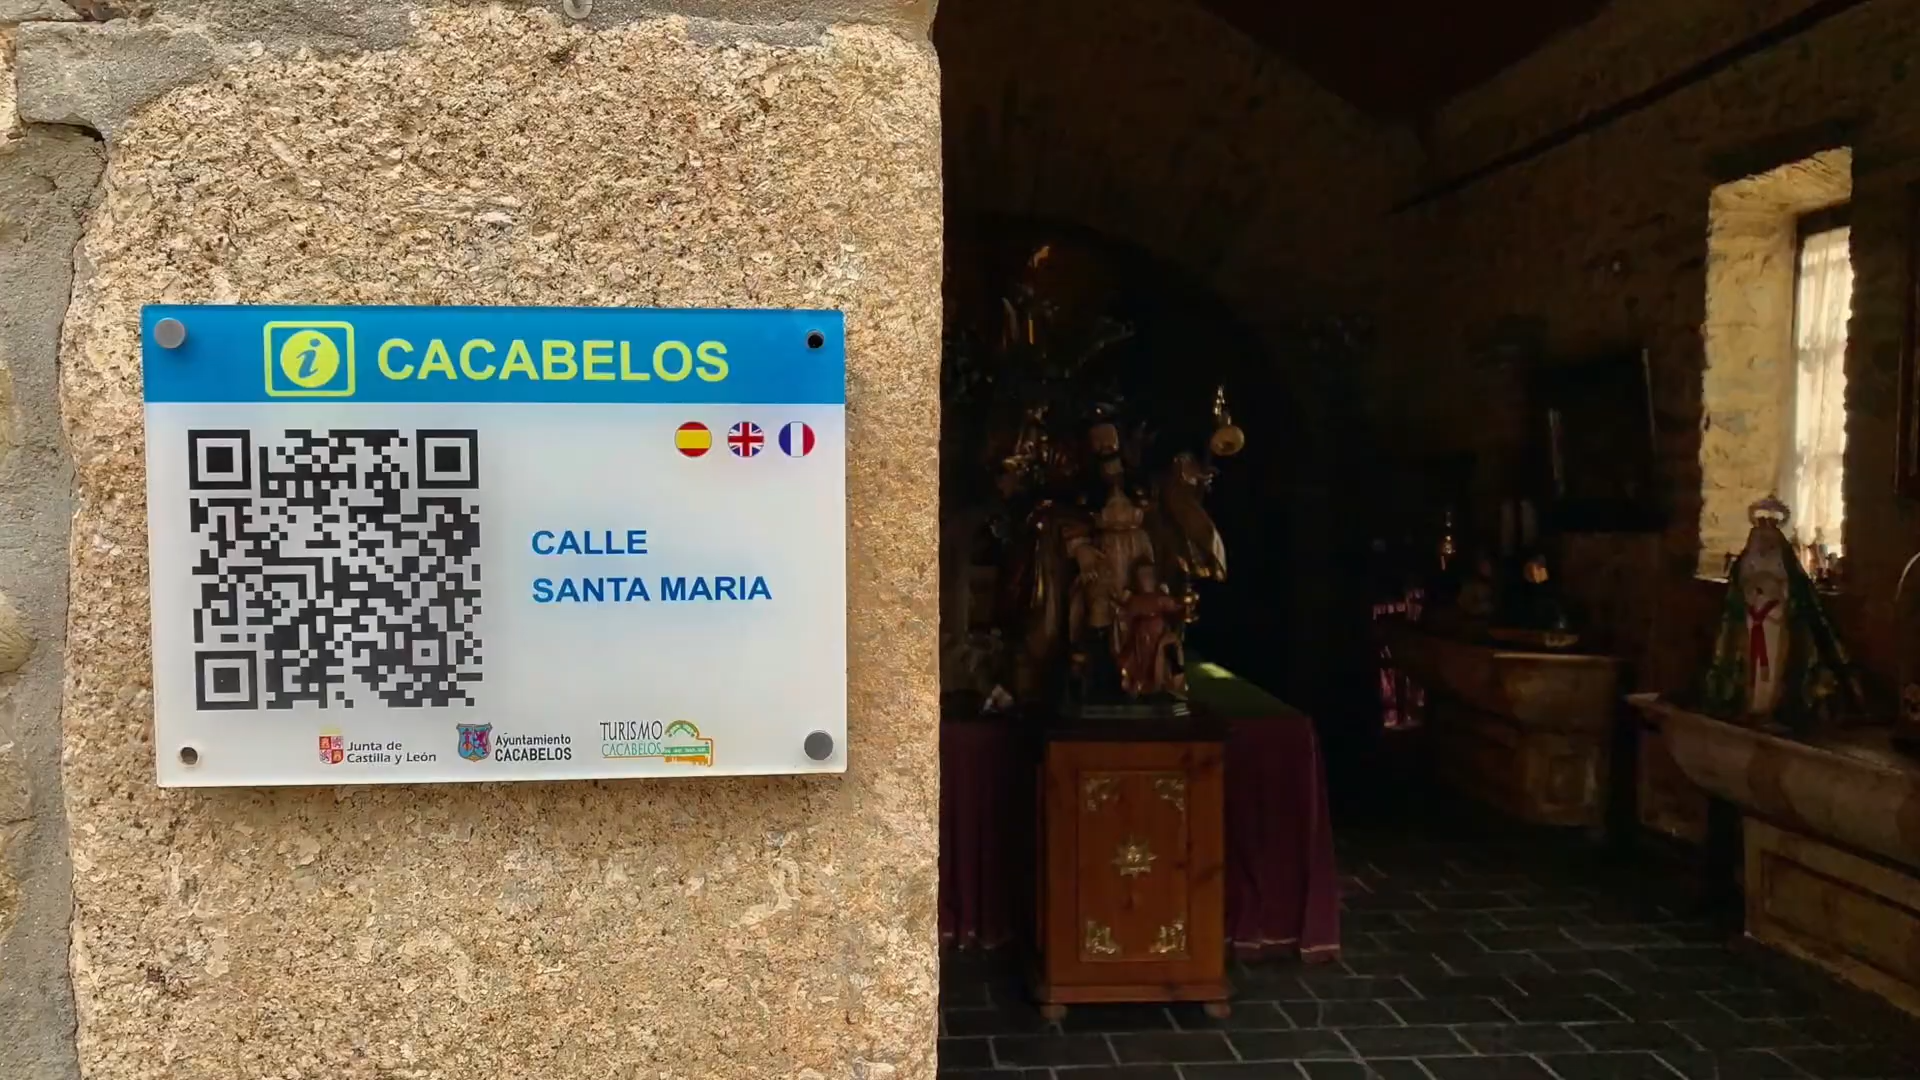 i CACABELOS
CALLE
SANTA MARIA
Junta de
Castilla y León
Ayuntamiento
CACABELOS
TURISMO
CACABELOS